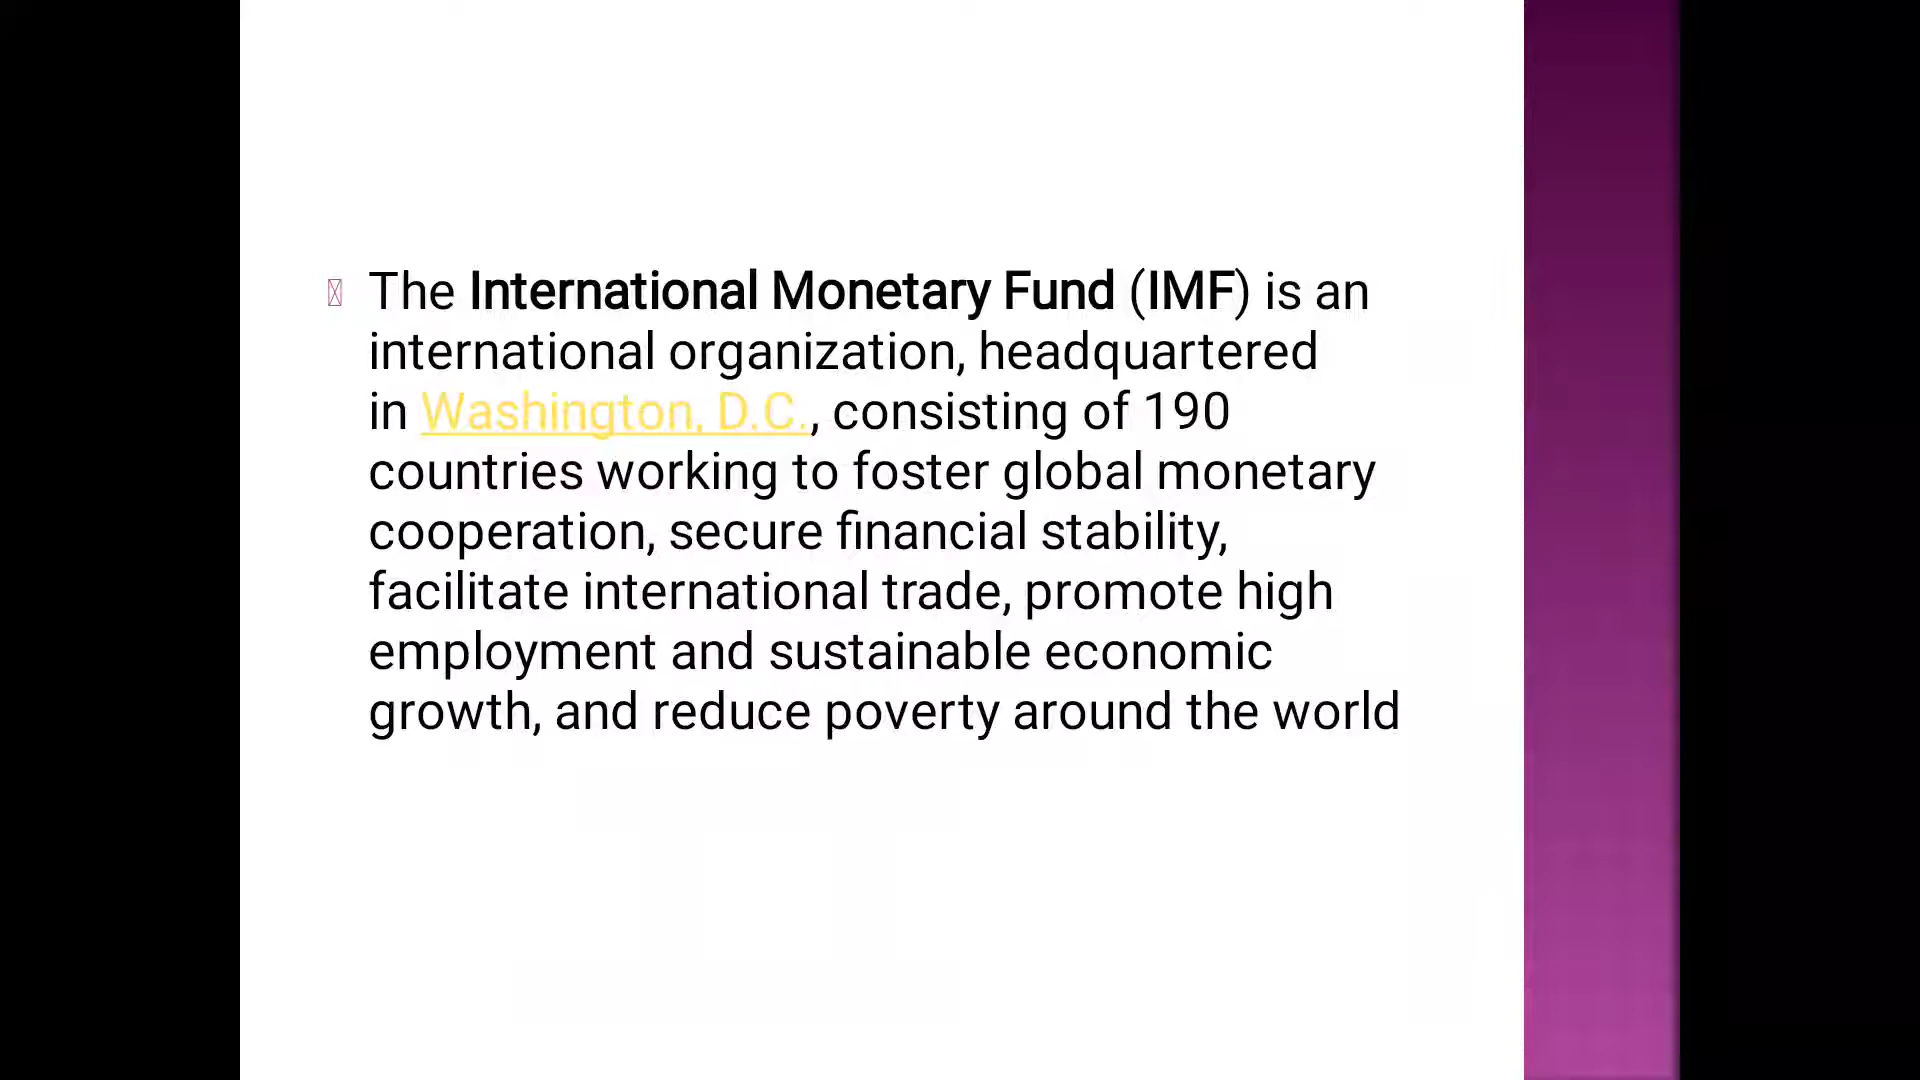 The International Monetary Fund (IMF) is an
international organization, headquartered
in Washington, D.C., consisting of 190
countries working to foster global monetary
cooperation, secure financial stability,
facilitate international trade, promote high
employment and sustainable economic
growth, and reduce poverty around the world